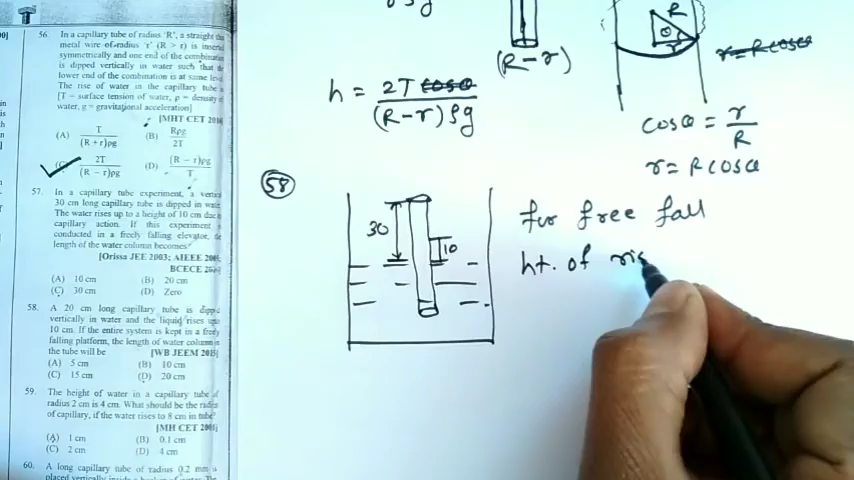 56. In a capillary tube of radius 'R', a straight thin
metal wire of radius 'r' (R > r) is inserted
symmetrically and one end of the combination
is dipped vertically in water such that the
lower end of the combination is at same level.
The rise of water in the capillary tube
[T = surface tension of water, ρ = density of
water, g = gravitational acceleration]
[MHT CET
(A) T/(R + r)ρg (B) Rρg/2T
(C) 2T/(R − r)ρg (D) (R − r)ρg/T
57. In a capillary tube experiment, a vertical
30 cm long capillary tube is dipped in water.
The water rises up to a height of 10 cm due to
capillary action. If this experiment is
conducted in a freely falling elevator, the
length of the water column becomes
[Orissa JEE 2003; AIEEE
BCECE
(A) 10 cm (B) 20 cm
(C) 30 cm (D) Zero
58. A 20 cm long capillary tube is dipped
vertically in water and the liquid rises upto
10 cm. If the entire system is kept in a freely
falling platform, the length of water column in
the tube will be [WB JEEM 2015]
(A) 5 cm (B) 10 cm
(C) 15 cm (D) 20 cm
59. The height of water in a capillary tube of
radius 2 cm is 4 cm. What should be the radius
of capillary, if the water rises to 8 cm in tube?
[MH CET
(A) 1 cm (B) 0.1 cm
(C) 2 cm (D) 4 cm
60. A long capillary tube of radius 0.2 mm is
placed vertically inside a
ρg
(R-r)
h = 2T cosθ/(R-r)ρg
R
θ
r
r = R cosθ
cosθ = r/R
r = R cosθ
58
30
10
for free fall
ht. of ris